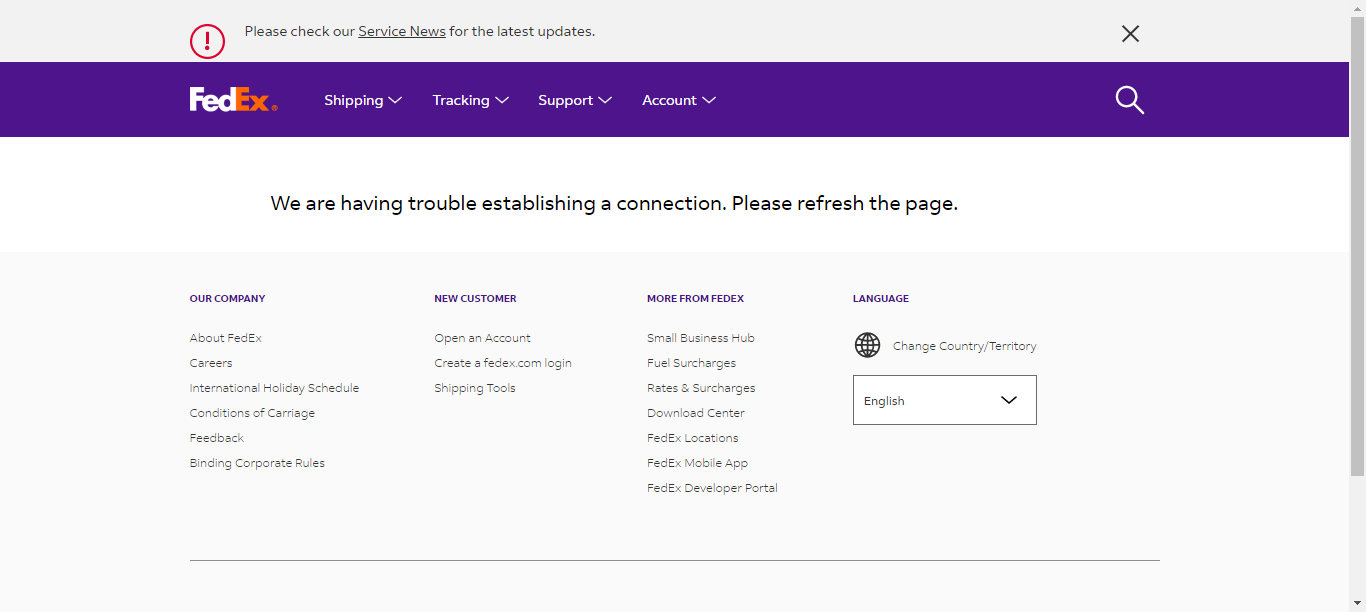 Please check our Service News for the latest updates.
FedEx®
Shipping
Tracking
Support
Account
We are having trouble establishing a connection. Please refresh the page.
OUR COMPANY
About FedEx
Careers
International Holiday Schedule
Conditions of Carriage
Feedback
Binding Corporate Rules
NEW CUSTOMER
Open an Account
Create a fedex.com login
Shipping Tools
MORE FROM FEDEX
Small Business Hub
Fuel Surcharges
Rates & Surcharges
Download Center
FedEx Locations
FedEx Mobile App
FedEx Developer Portal
LANGUAGE
Change Country/Territory
English